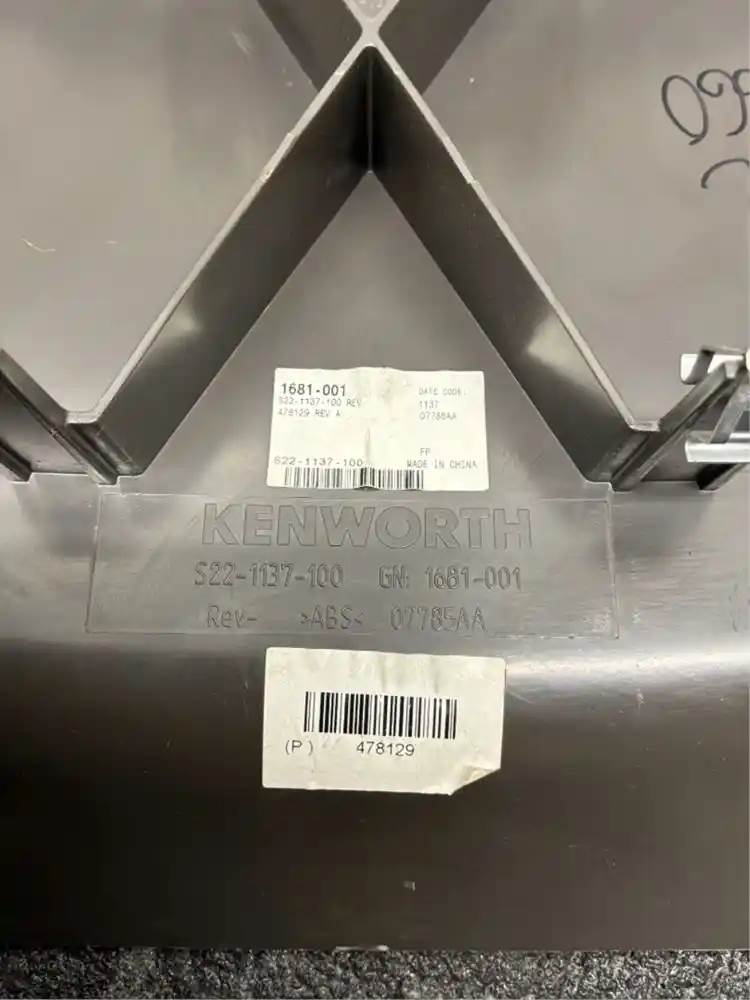 1681-001
S22-1137-100 REV
478129 REV A
DATE CODE:
1137
07785AA
FP
S22-1137-100
MADE IN CHINA
KENWORTH
S22-1137-100 GN: 1681-001
Rev- >ABS< 07785AA
(P) 478129